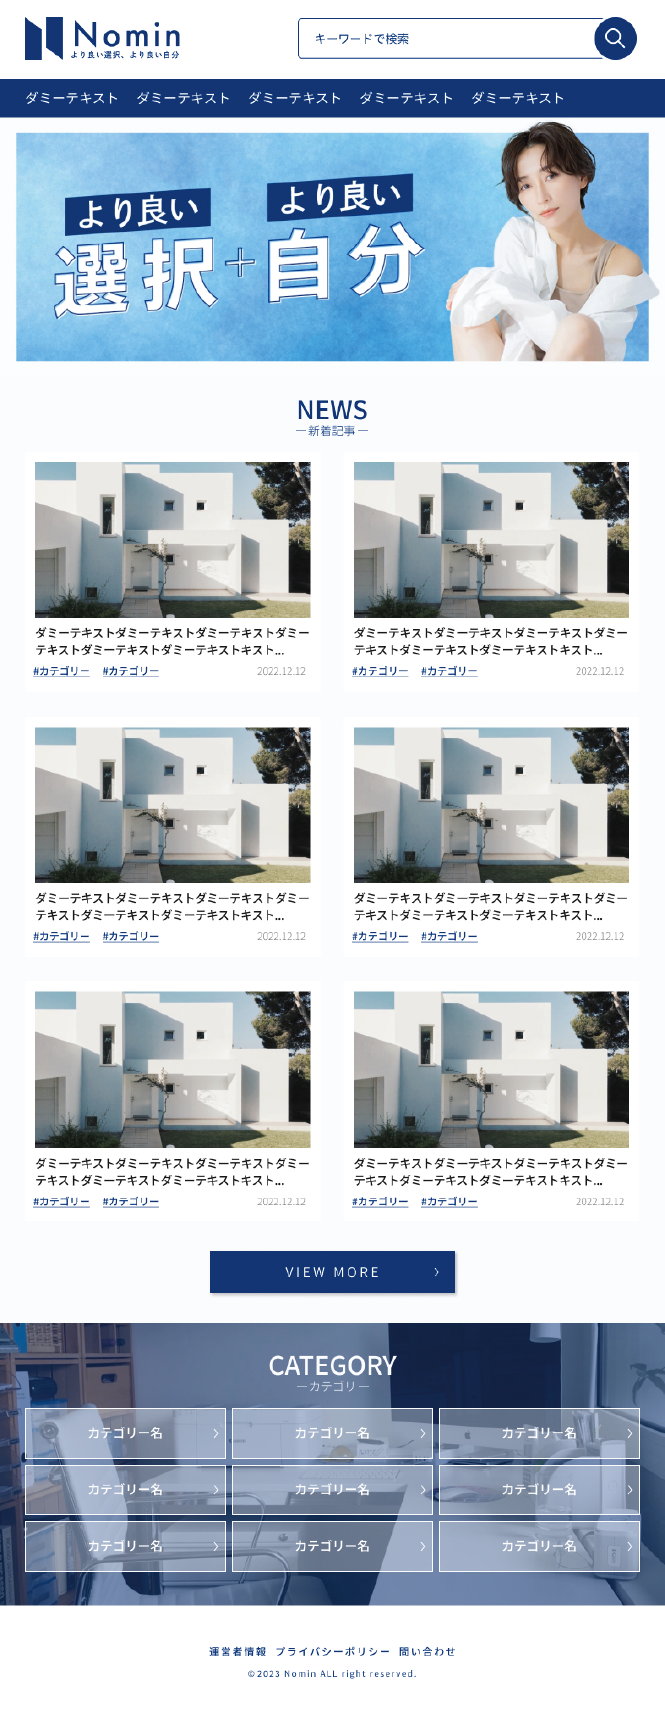 Nomin
より良い選択、より良い自分
キーワードで検索
ダミーテキスト ダミーテキスト ダミーテキスト ダミーテキスト ダミーテキスト
より良い より良い
選択+自分
NEWS
新着記事
ダミーテキストダミーテキストダミーテキストダミー
テキストダミーテキストダミーテキストキスト...
#カテゴリー #カテゴリー 2022.12.12
ダミーテキストダミーテキストダミーテキストダミー
テキストダミーテキストダミーテキストキスト...
#カテゴリー #カテゴリー 2022.12.12
ダミーテキストダミーテキストダミーテキストダミー
テキストダミーテキストダミーテキストキスト...
#カテゴリー #カテゴリー 2022.12.12
ダミーテキストダミーテキストダミーテキストダミー
テキストダミーテキストダミーテキストキスト...
#カテゴリー #カテゴリー 2022.12.12
ダミーテキストダミーテキストダミーテキストダミー
テキストダミーテキストダミーテキストキスト...
#カテゴリー #カテゴリー 2022.12.12
ダミーテキストダミーテキストダミーテキストダミー
テキストダミーテキストダミーテキストキスト...
#カテゴリー #カテゴリー 2022.12.12
VIEW MORE
CATEGORY
カテゴリー
カテゴリー名 カテゴリー名 カテゴリー名
カテゴリー名 カテゴリー名 カテゴリー名
カテゴリー名 カテゴリー名 カテゴリー名
運営者情報 プライバシーポリシー 問い合わせ
©2023 Nomin ALL right reserved.